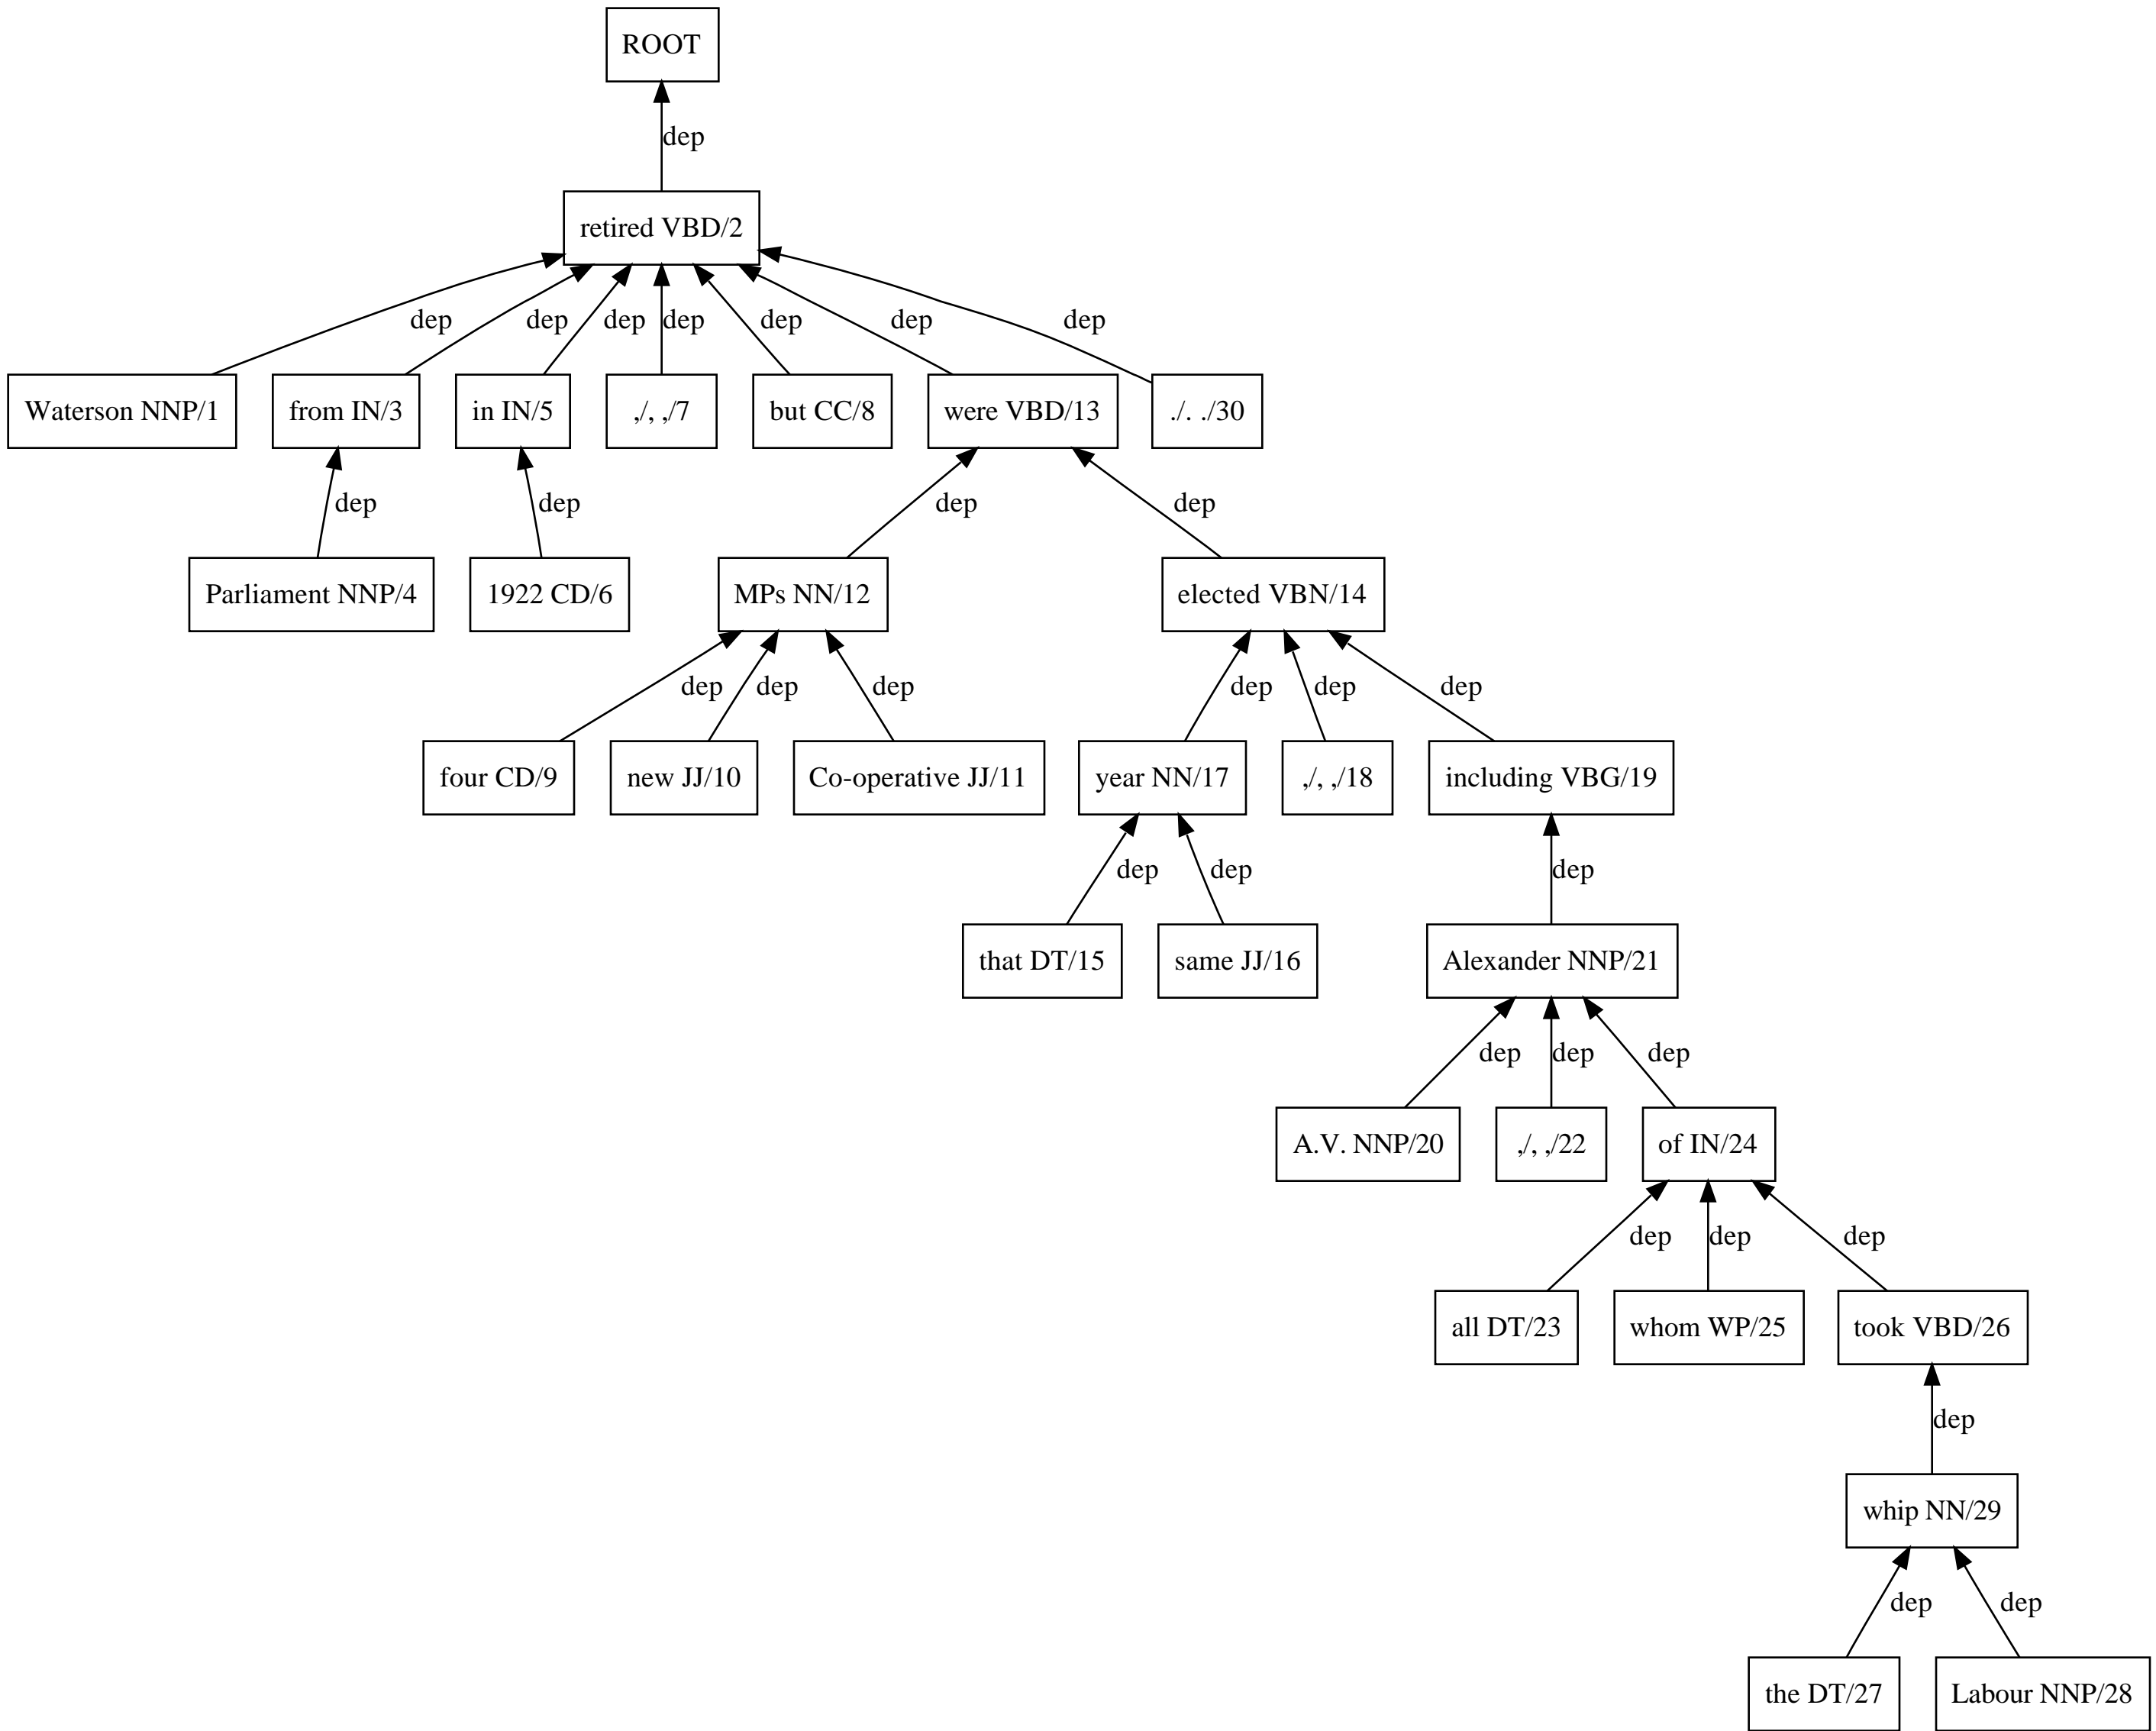 ROOT
dep
retired VBD/2
dep dep dep dep dep dep dep
Waterson NNP/1 from IN/3 in IN/5 ,/, ,/7 but CC/8 were VBD/13 ./. ./30
dep dep dep dep
Parliament NNP/4 1922 CD/6 MPs NN/12 elected VBN/14
dep dep dep dep dep dep
four CD/9 new JJ/10 Co-operative JJ/11 year NN/17 ,/, ,/18 including VBG/19
dep dep dep
that DT/15 same JJ/16 Alexander NNP/21
dep dep dep
A.V. NNP/20 ,/, ,/22 of IN/24
dep dep dep
all DT/23 whom WP/25 took VBD/26
dep
whip NN/29
dep dep
the DT/27 Labour NNP/28